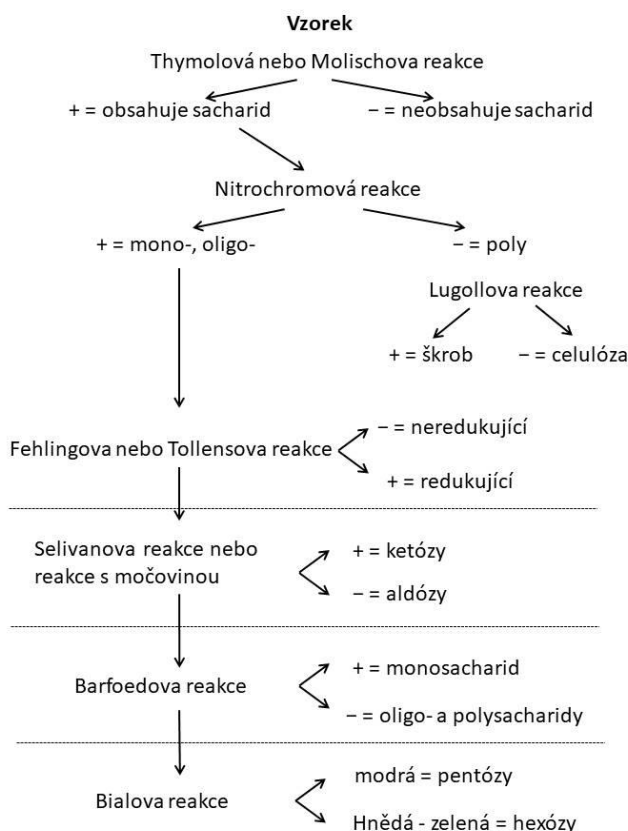 Vzorek
Thymolová nebo Molischova reakce
+ = obsahuje sacharid
− = neobsahuje sacharid
Nitrochromová reakce
+ = mono-, oligo-
− = poly
Lugollova reakce
+ = škrob
− = celulóza
Fehlingova nebo Tollensova reakce
− = neredukující
+ = redukující
Selivanova reakce nebo
reakce s močovinou
+ = ketózy
− = aldózy
Barfoedova reakce
+ = monosacharid
− = oligo- a polysacharidy
Bialova reakce
modrá = pentózy
Hnědá - zelená = hexózy